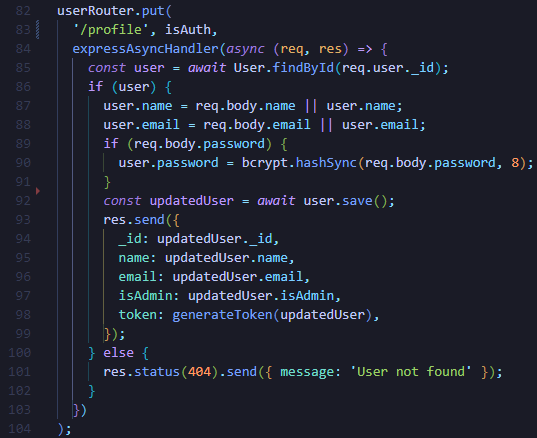 82 userRouter.put(
83   '/profile', isAuth,
84   expressAsyncHandler(async (req, res) => {
85     const user = await User.findById(req.user._id);
86     if (user) {
87       user.name = req.body.name || user.name;
88       user.email = req.body.email || user.email;
89       if (req.body.password) {
90         user.password = bcrypt.hashSync(req.body.password, 8);
91       }
92       const updatedUser = await user.save();
93       res.send({
94         _id: updatedUser._id,
95         name: updatedUser.name,
96         email: updatedUser.email,
97         isAdmin: updatedUser.isAdmin,
98         token: generateToken(updatedUser),
99       });
100     } else {
101       res.status(404).send({ message: 'User not found' });
102     }
103   })
104 );